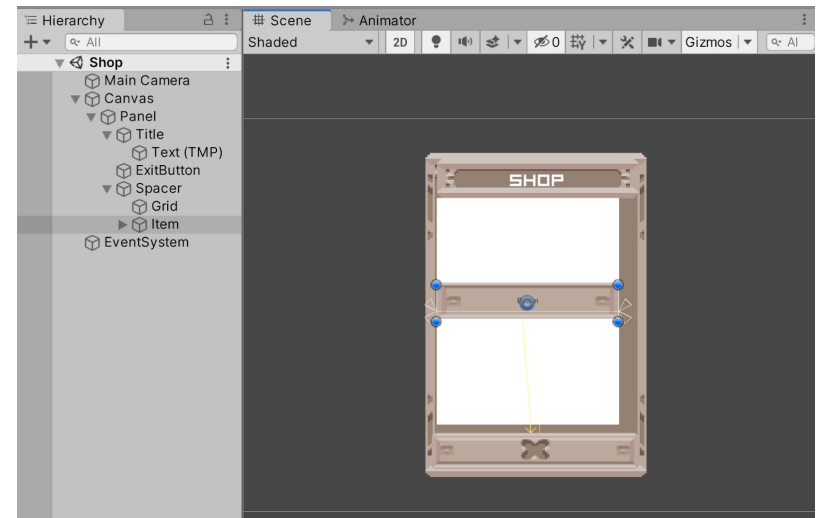 Hierarchy
All
Shop
Main Camera
Canvas
Panel
Title
Text (TMP)
ExitButton
Spacer
Grid
Item
EventSystem
Scene
Animator
Shaded
2D
0
Gizmos
Al
SHOP